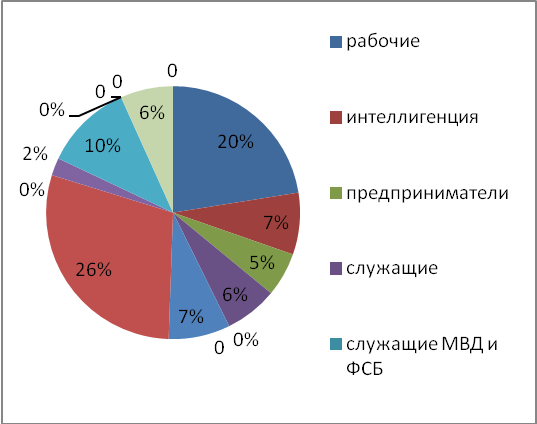 0
0
0
0%
6%
20%
10%
2%
0%
7%
5%
26%
6%
7%
0%
0
рабочие
интеллигенция
предприниматели
служащие
служащие МВД и
ФСБ